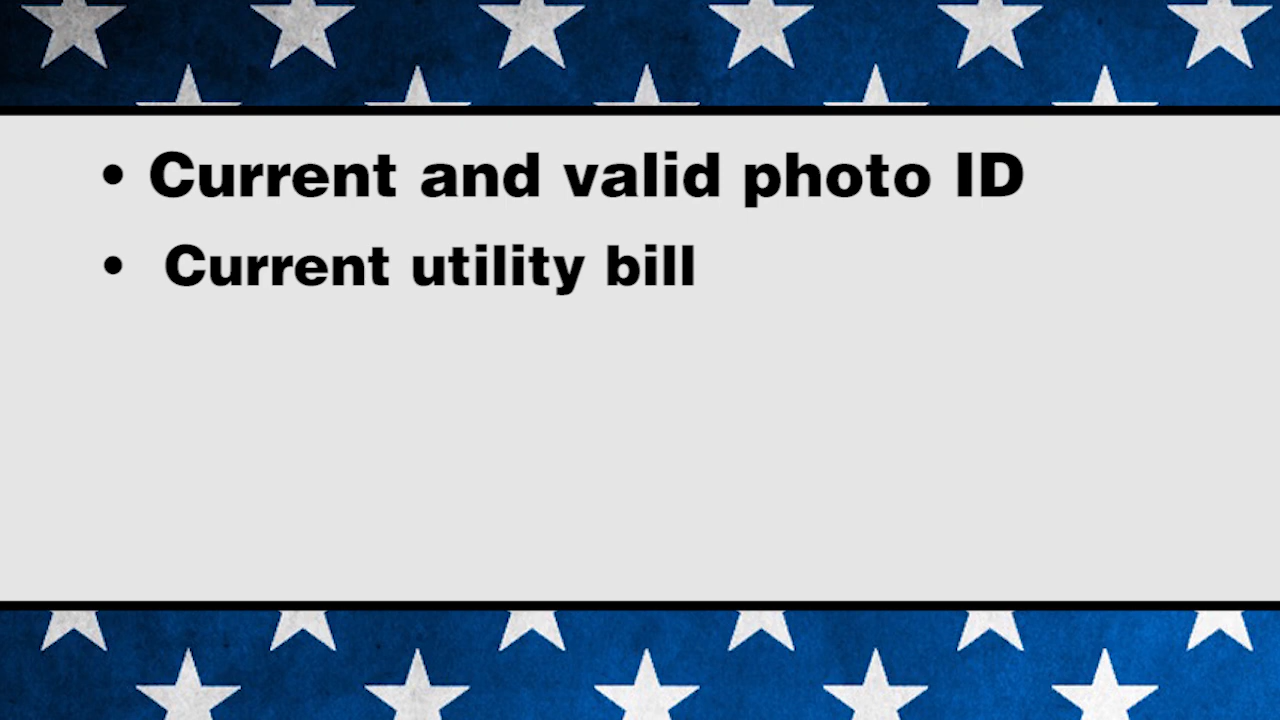 • Current and valid photo ID
• Current utility bill